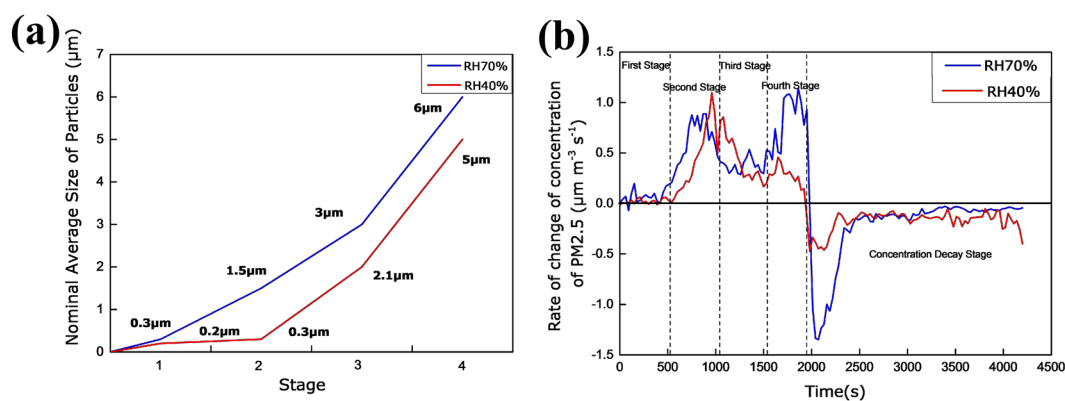 (a)
Nominal Average Size of Particles (μm)
7
6
5
4
3
2
1
0
RH70%
RH40%
6μm
5μm
3μm
2.1μm
1.5μm
0.3μm
0.2μm
0.3μm
1
2
3
4
Stage
(b)
Rate of change of concentration
of PM2.5 (μm m⁻³ s⁻¹)
1.5
1.0
0.5
0.0
-0.5
-1.0
-1.5
First Stage
Second Stage
Third Stage
Fourth Stage
RH70%
RH40%
Concentration Decay Stage
0
500
1000
1500
2000
2500
3000
3500
4000
4500
Time(s)